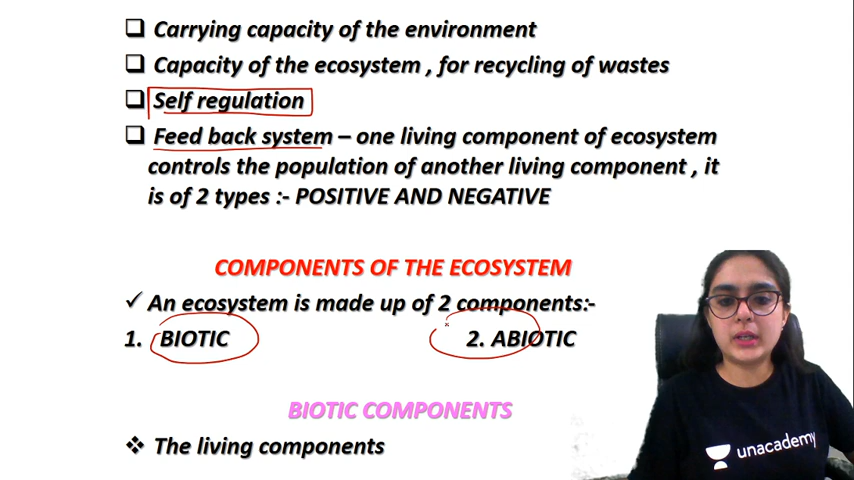 Carrying capacity of the environment
Capacity of the ecosystem , for recycling of wastes
Self regulation
Feed back system – one living component of ecosystem
controls the population of another living component , it
is of 2 types :- POSITIVE AND NEGATIVE
COMPONENTS OF THE ECOSYSTEM
An ecosystem is made up of 2 components:-
1. BIOTIC 2. ABIOTIC
BIOTIC COMPONENTS
The living components
unacademy